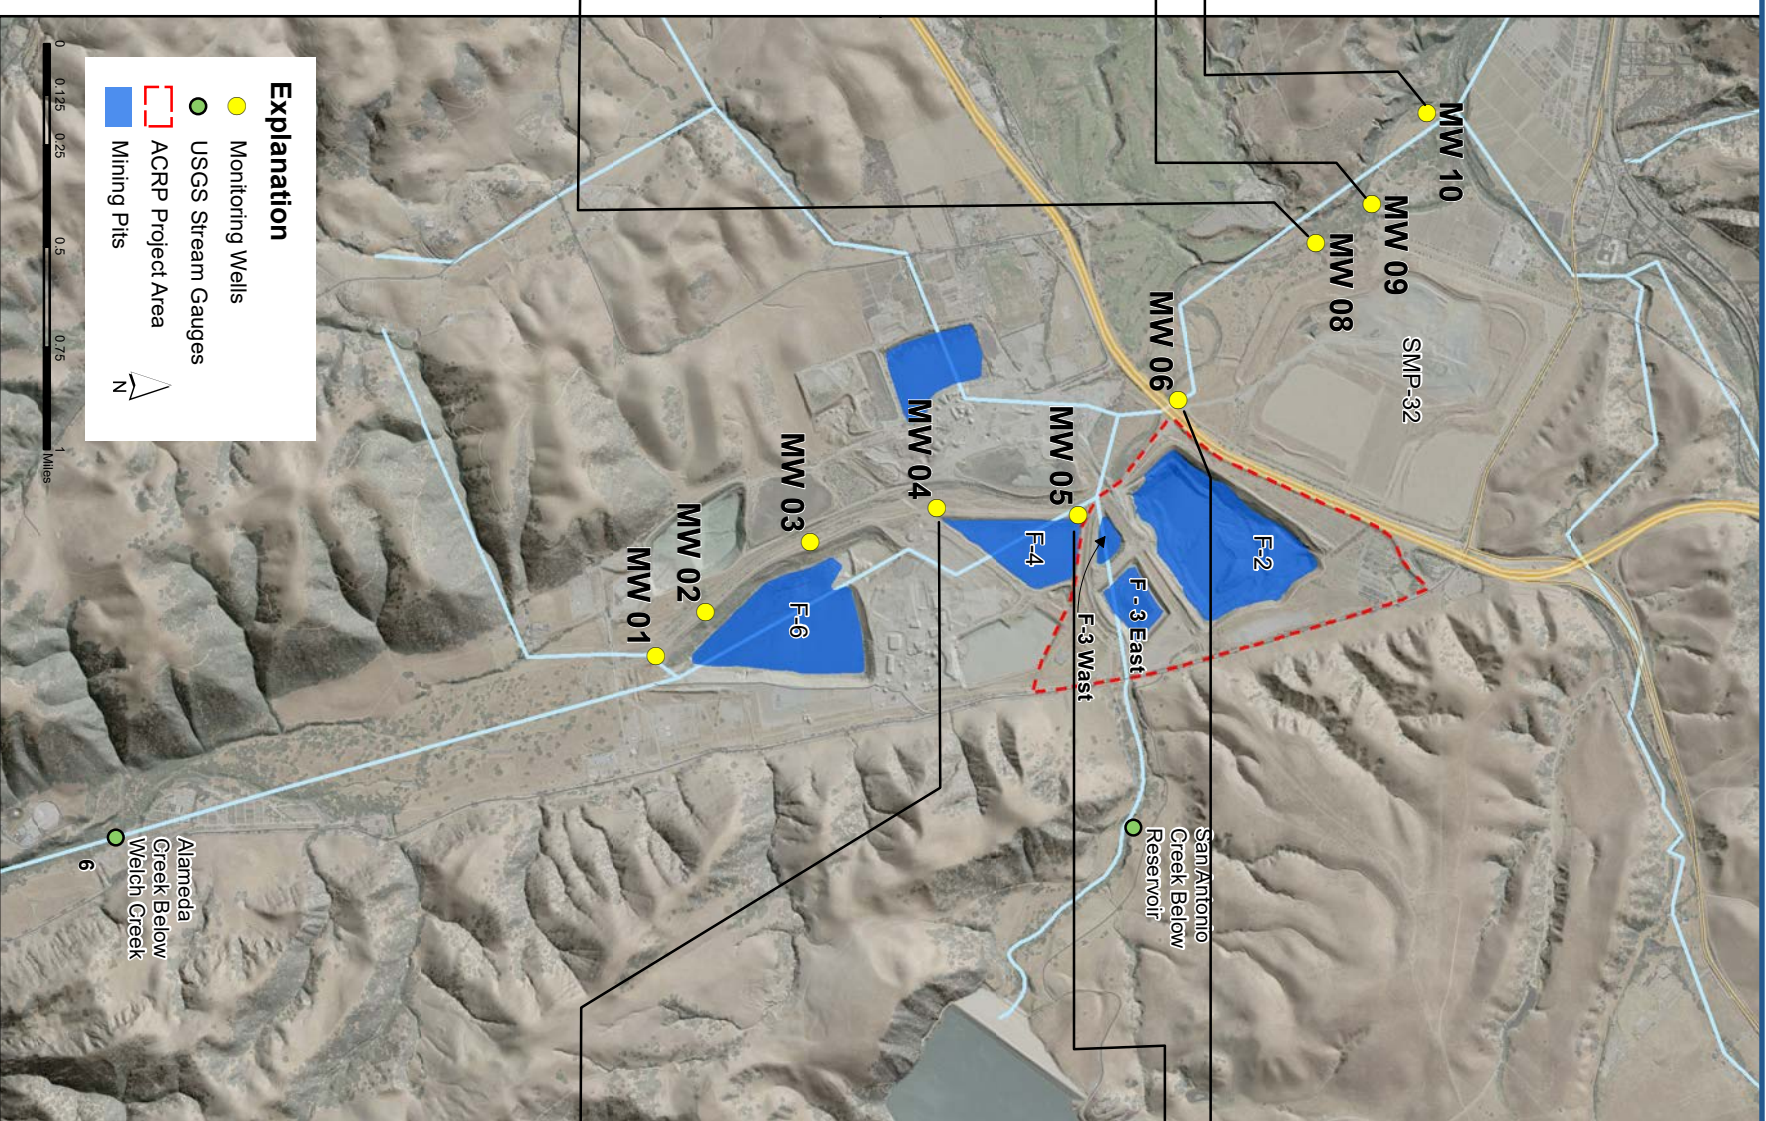 Explanation
Monitoring Wells
USGS Stream Gauges
ACRP Project Area
Mining Pits
N
0 0.125 0.25 0.5 0.75 1
Miles
MW 10
MW 09
MW 08
SMP-32
MW 06
MW 05
MW 04
MW 03
MW 02
MW 01
F-2
F - 3 East
F-3 Wast
F-4
F-6
San Antonio
Creek Below
Reservoir
Alameda
Creek Below
Welch Creek
6